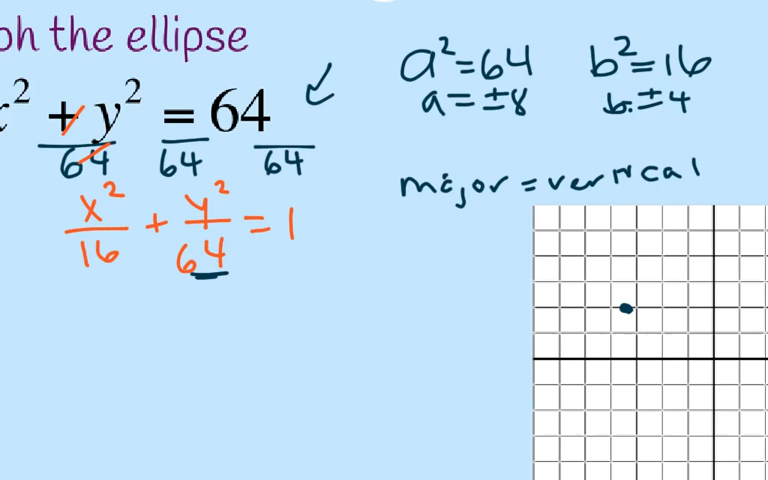 ph the ellipse
x² + y² = 64
64 64 64
x²/16 + y²/64 = 1
a² = 64 b² = 16
a = ±8 b. ±4
major = vertical